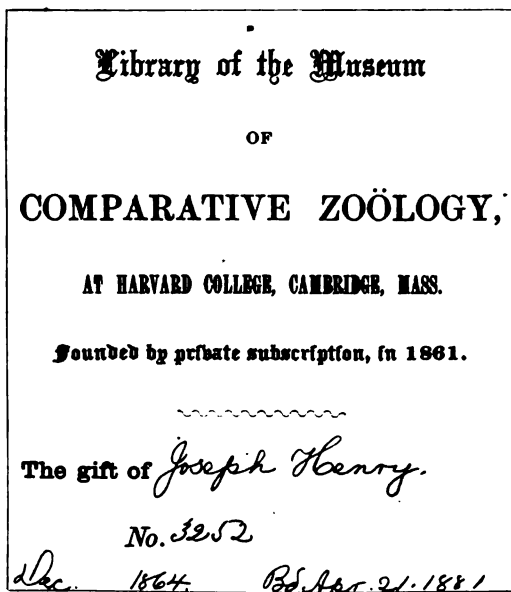 Library of the Museum
OF
COMPARATIVE ZOÖLOGY,
AT HARVARD COLLEGE, CAMBRIDGE, MASS.
Founded by private subscription, in 1861.
The gift of Joseph Henry.
No. 3252
Dec. 1864. Bd Apr. 21. 1881